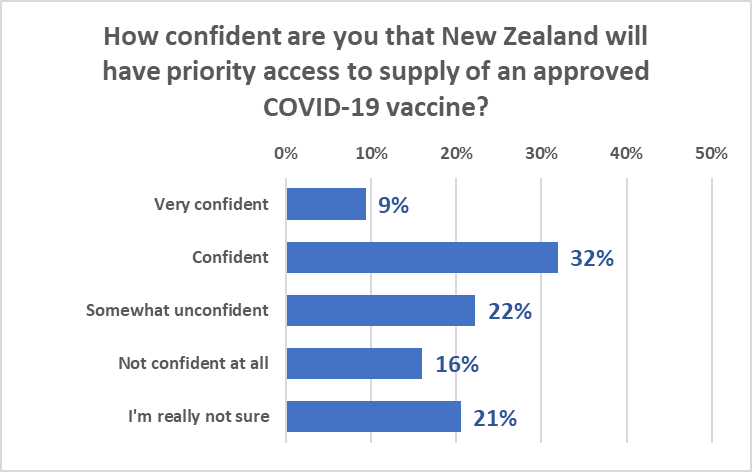 How confident are you that New Zealand will
have priority access to supply of an approved
COVID-19 vaccine?
0% 10% 20% 30% 40% 50%
Very confident 9%
Confident 32%
Somewhat unconfident 22%
Not confident at all 16%
I'm really not sure 21%